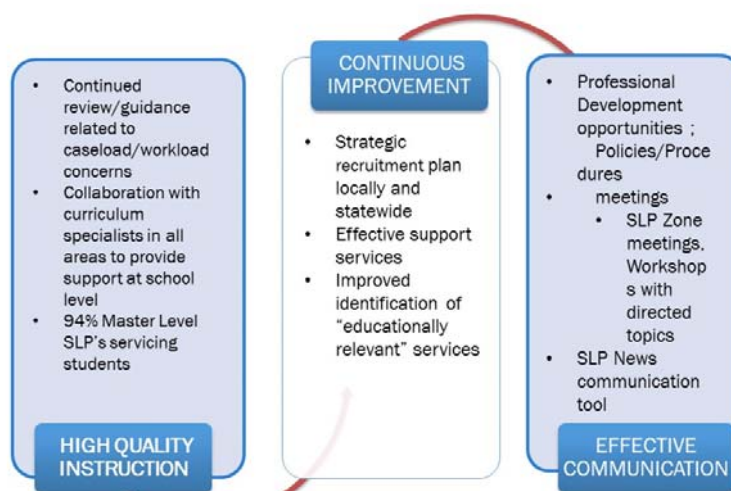 • Continued
review/guidance
related to
caseload/workload
concerns
• Collaboration with
curriculum
specialists in all
areas to provide
support at school
level
• 94% Master Level
SLP's servicing
students
HIGH QUALITY
INSTRUCTION
CONTINUOUS
IMPROVEMENT
• Strategic
recruitment plan
locally and
statewide
• Effective support
services
• Improved
identification of
“educationally
relevant” services
• Professional
Development
opportunities ;
Policies/Proce
dures
• meetings
• SLP Zone
meetings,
Workshop
s with
directed
topics
• SLP News
communication
tool
EFFECTIVE
COMMUNICATION